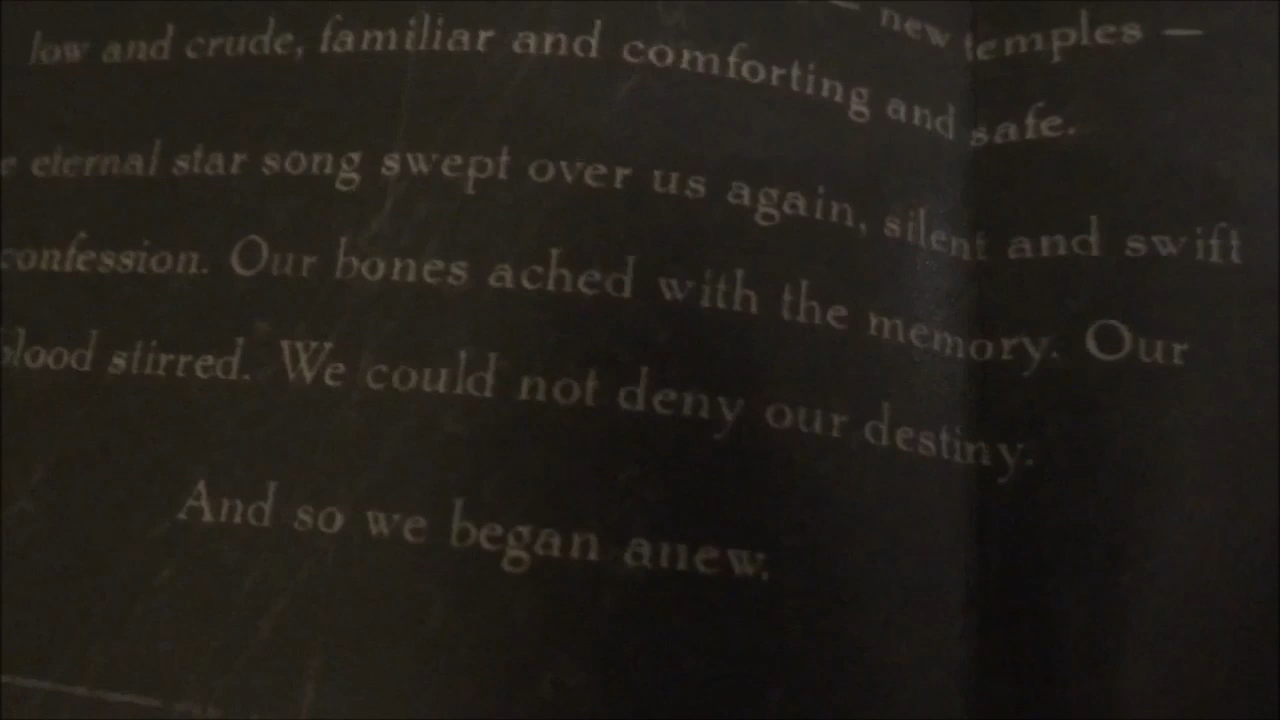 — new temples —
low and crude, familiar and comforting and safe.
eternal star song swept over us again, silent and swift
confession. Our bones ached with the memory. Our
blood stirred. We could not deny our destiny.
And so we began anew.